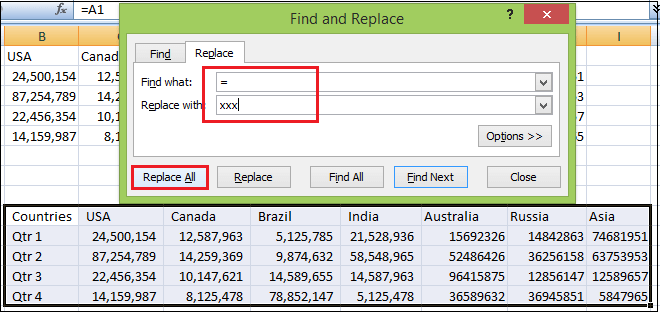 =A1
Find and Replace
? ×
B I
USA Canad
Find Replace
24,500,154 12,5
Find what: =
87,254,789 14,2
22,456,354 10,1
Replace with: xxx
14,159,987 8,1
Options >>
Replace All Replace Find All Find Next Close
Countries USA Canada Brazil India Australia Russia Asia
Qtr 1 24,500,154 12,587,963 5,125,785 21,528,936 15692326 14842863 74681951
Qtr 2 87,254,789 14,259,369 9,874,632 58,548,965 52486426 36256158 63753953
Qtr 3 22,456,354 10,147,621 14,589,655 14,587,963 96415875 12856147 12589657
Qtr 4 14,159,987 8,125,478 78,852,147 5,125,478 36589632 36945851 5847965